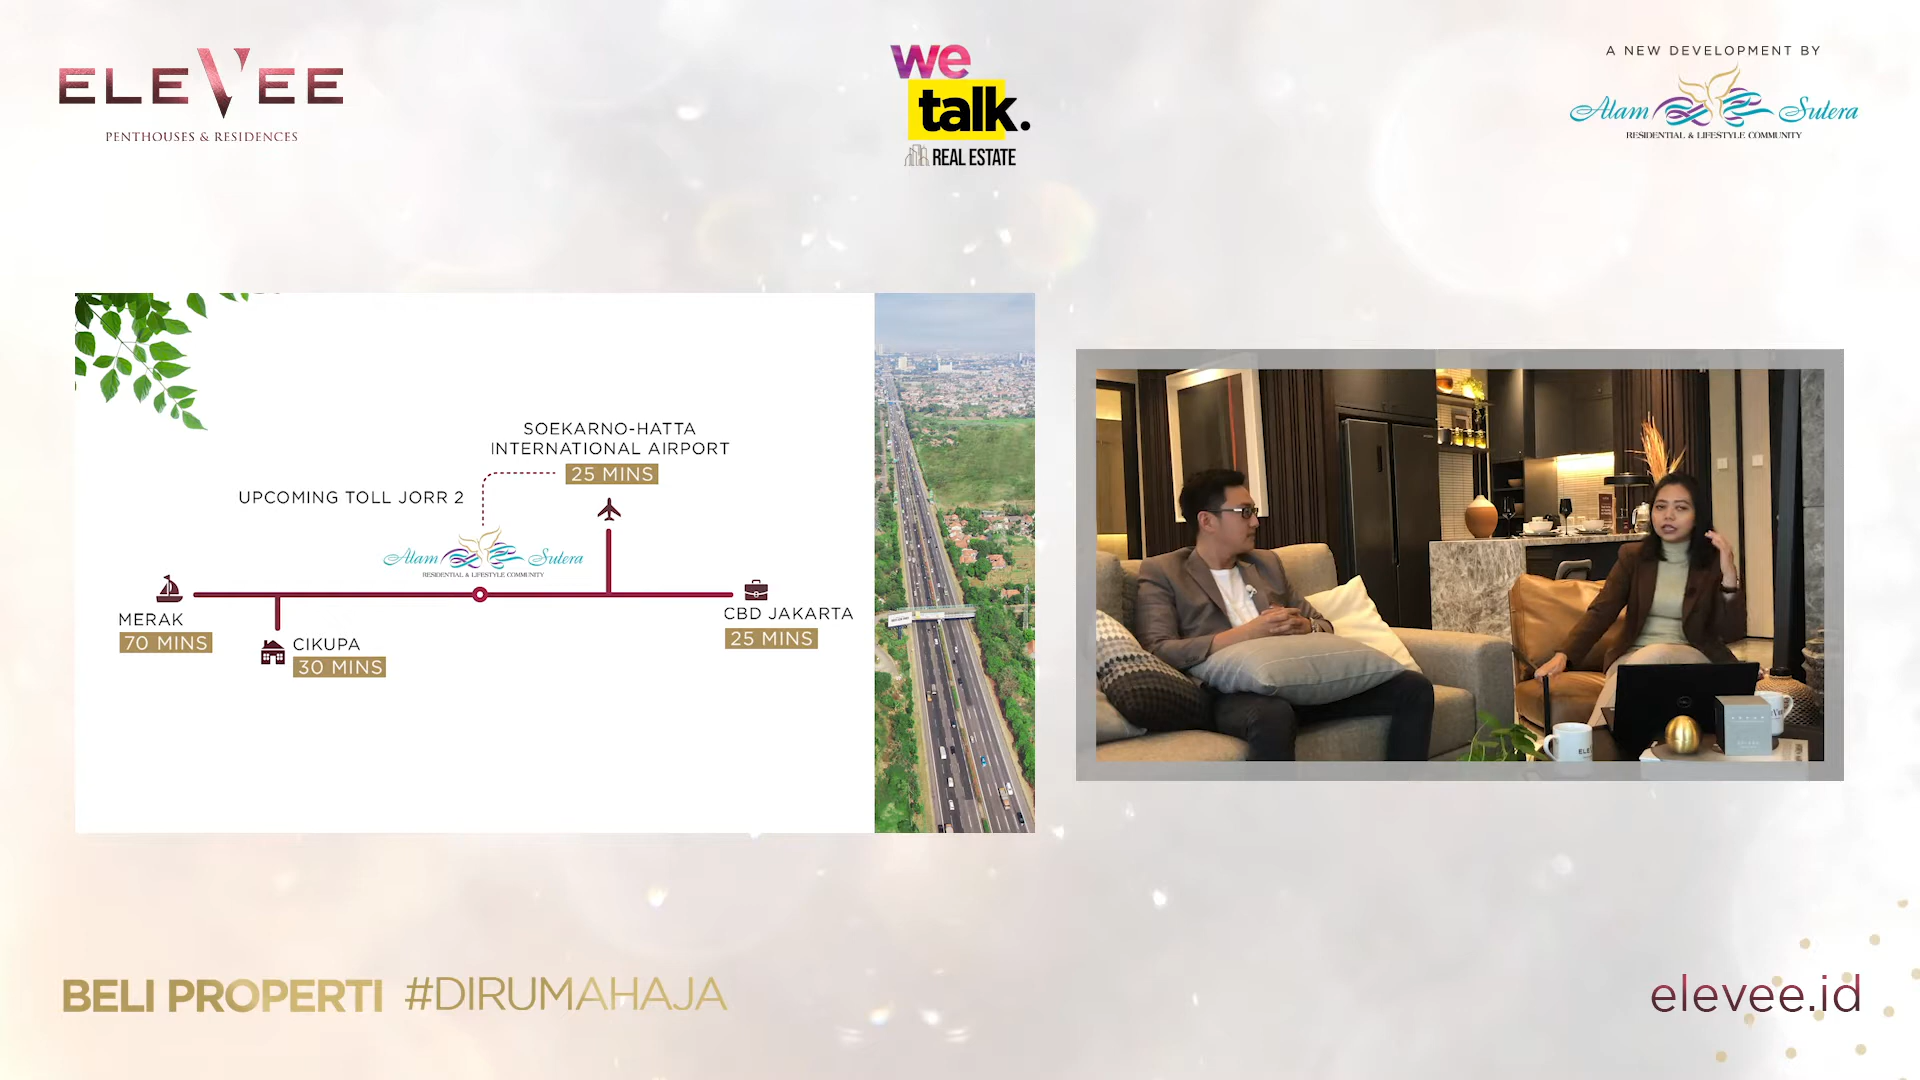 ELEVEE
PENTHOUSES & RESIDENCES
we
talk.
REAL ESTATE
A NEW DEVELOPMENT BY
Alam Sutera
RESIDENTIAL & LIFESTYLE COMMUNITY
SOEKARNO-HATTA
INTERNATIONAL AIRPORT
25 MINS
UPCOMING TOLL JORR 2
Alam Sutera
RESIDENTIAL & LIFESTYLE COMMUNITY
MERAK
70 MINS
CIKUPA
30 MINS
CBD JAKARTA
25 MINS
BELI PROPERTI #DIRUMAHAJA
elevee.id